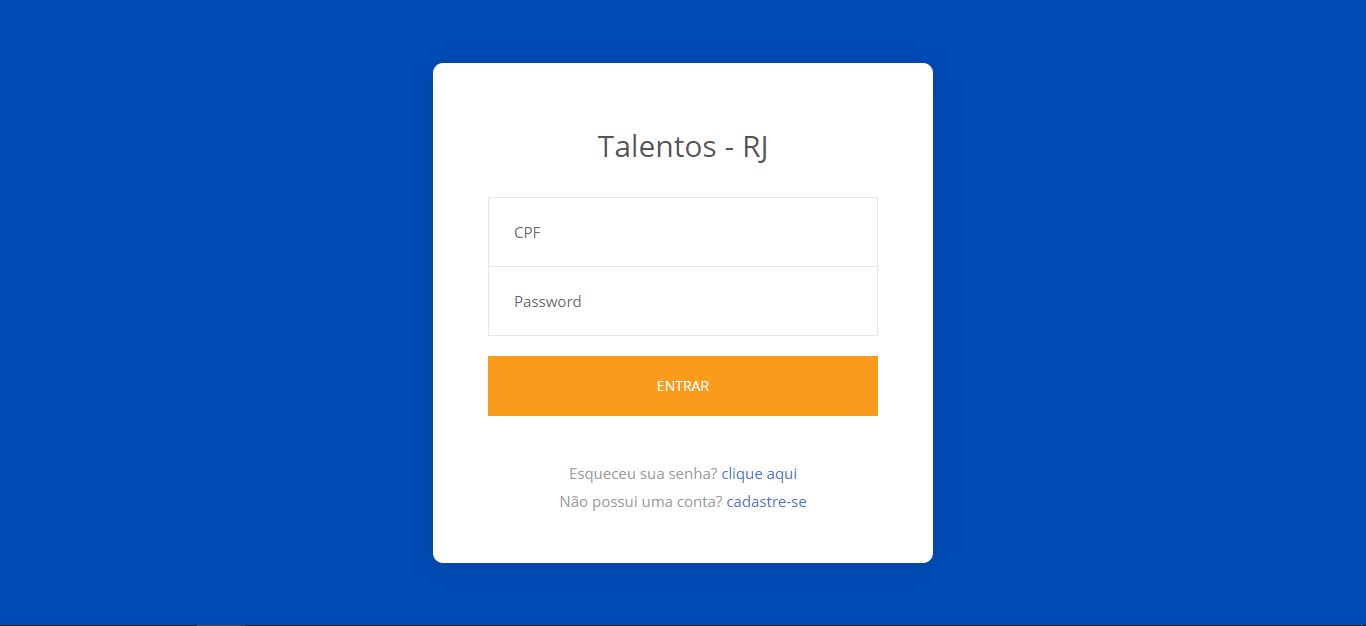 Talentos - RJ
CPF
Password
ENTRAR
Esqueceu sua senha? clique aqui
Não possui uma conta? cadastre-se